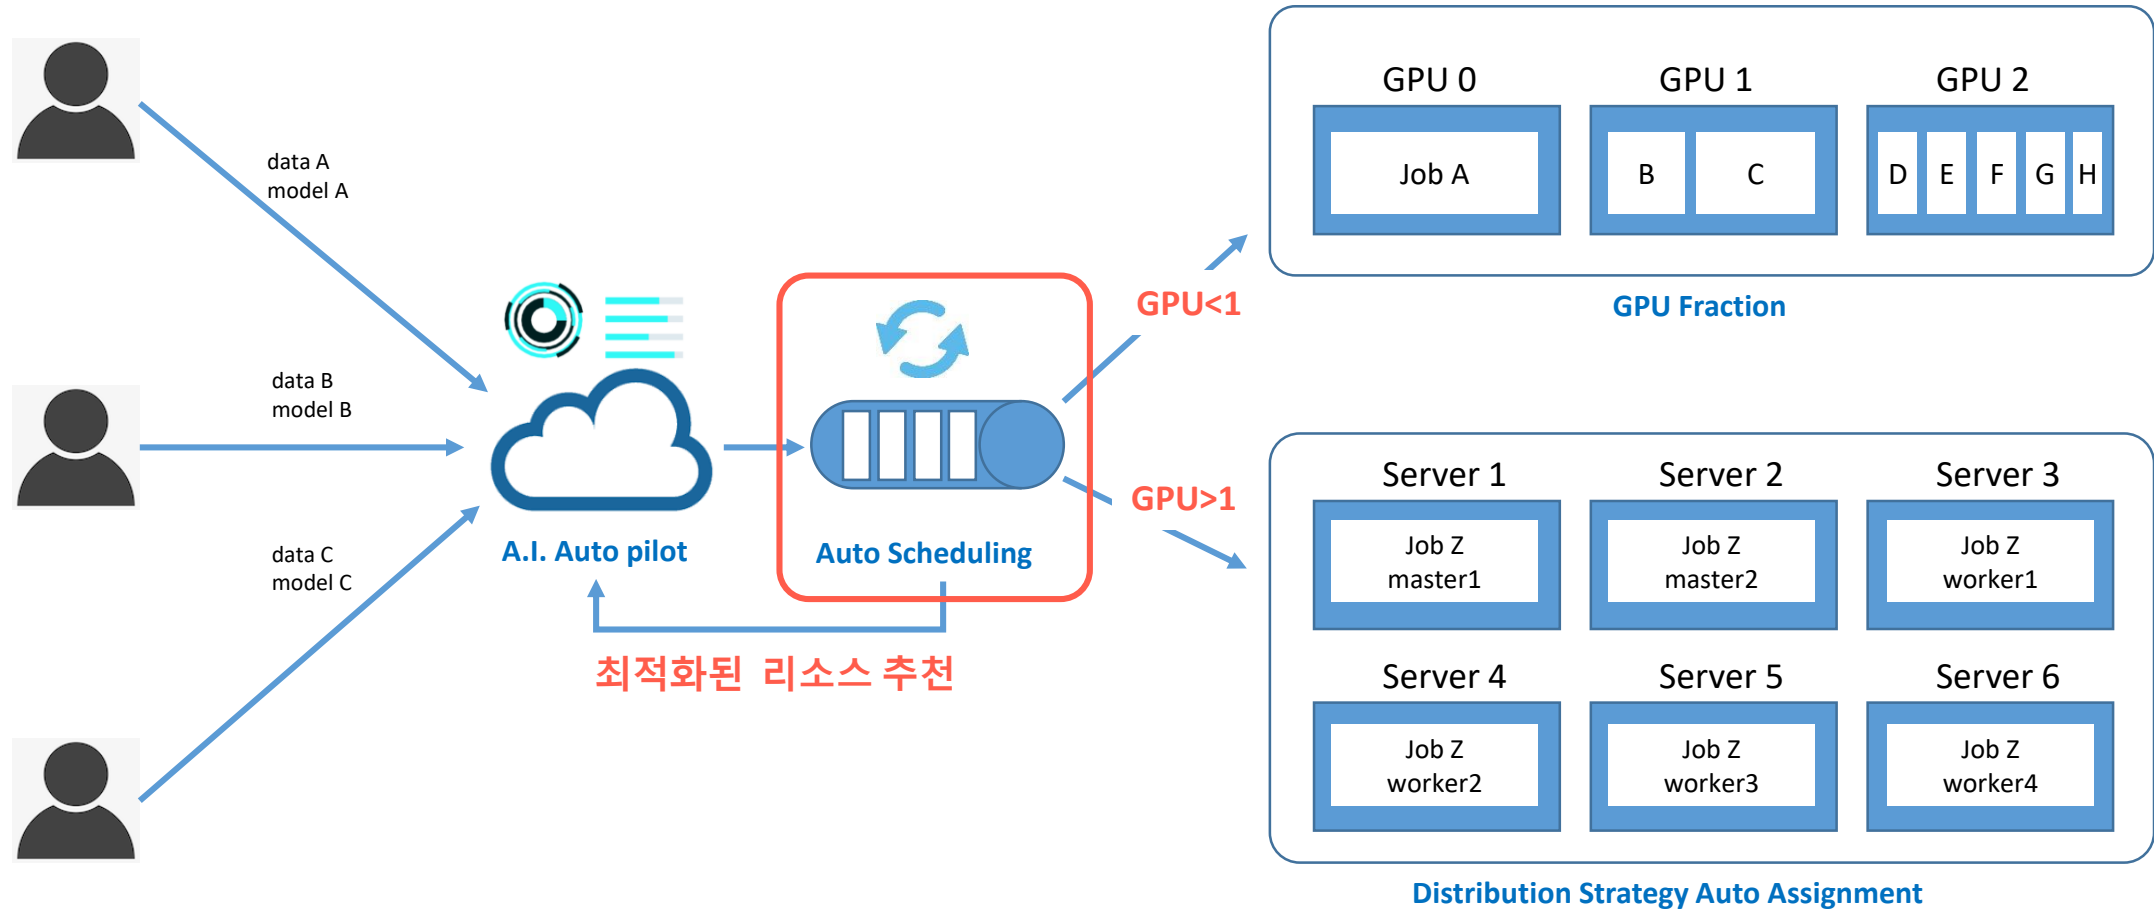 data A
model A
data B
model B
data C
model C
A.I. Auto pilot
Auto Scheduling
최적화된 리소스 추천
GPU<1
GPU>1
GPU 0
GPU 1
GPU 2
Job A
B
C
D
E
F
G
H
GPU Fraction
Server 1
Server 2
Server 3
Job Z
master1
Job Z
master2
Job Z
worker1
Server 4
Server 5
Server 6
Job Z
worker2
Job Z
worker3
Job Z
worker4
Distribution Strategy Auto Assignment